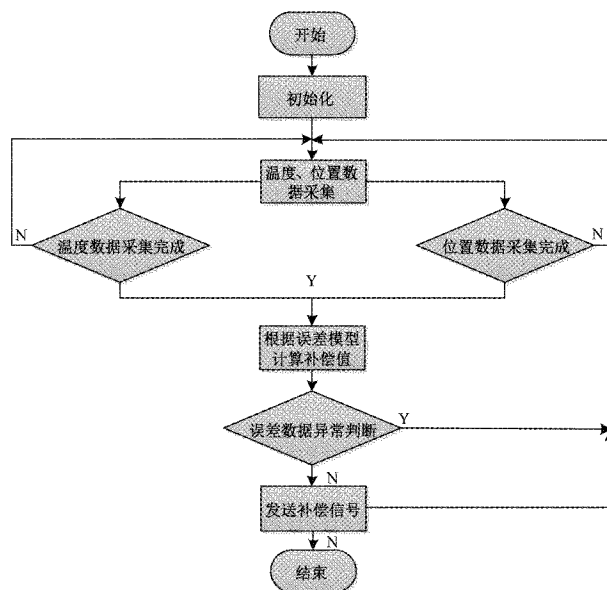 开始
初始化
温度、位置数
据采集
N
温度数据采集完成
位置数据采集完成
N
Y
根据误差模型
计算补偿值
误差数据异常判断
Y
N
发送补偿信号
N
结束